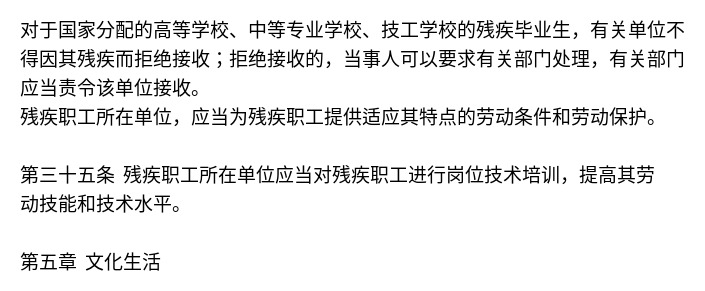 对于国家分配的高等学校、中等专业学校、技工学校的残疾毕业生，有关单位不
得因其残疾而拒绝接收；拒绝接收的，当事人可以要求有关部门处理，有关部门
应当责令该单位接收。
残疾职工所在单位，应当为残疾职工提供适应其特点的劳动条件和劳动保护。
第三十五条 残疾职工所在单位应当对残疾职工进行岗位技术培训，提高其劳
动技能和技术水平。
第五章 文化生活